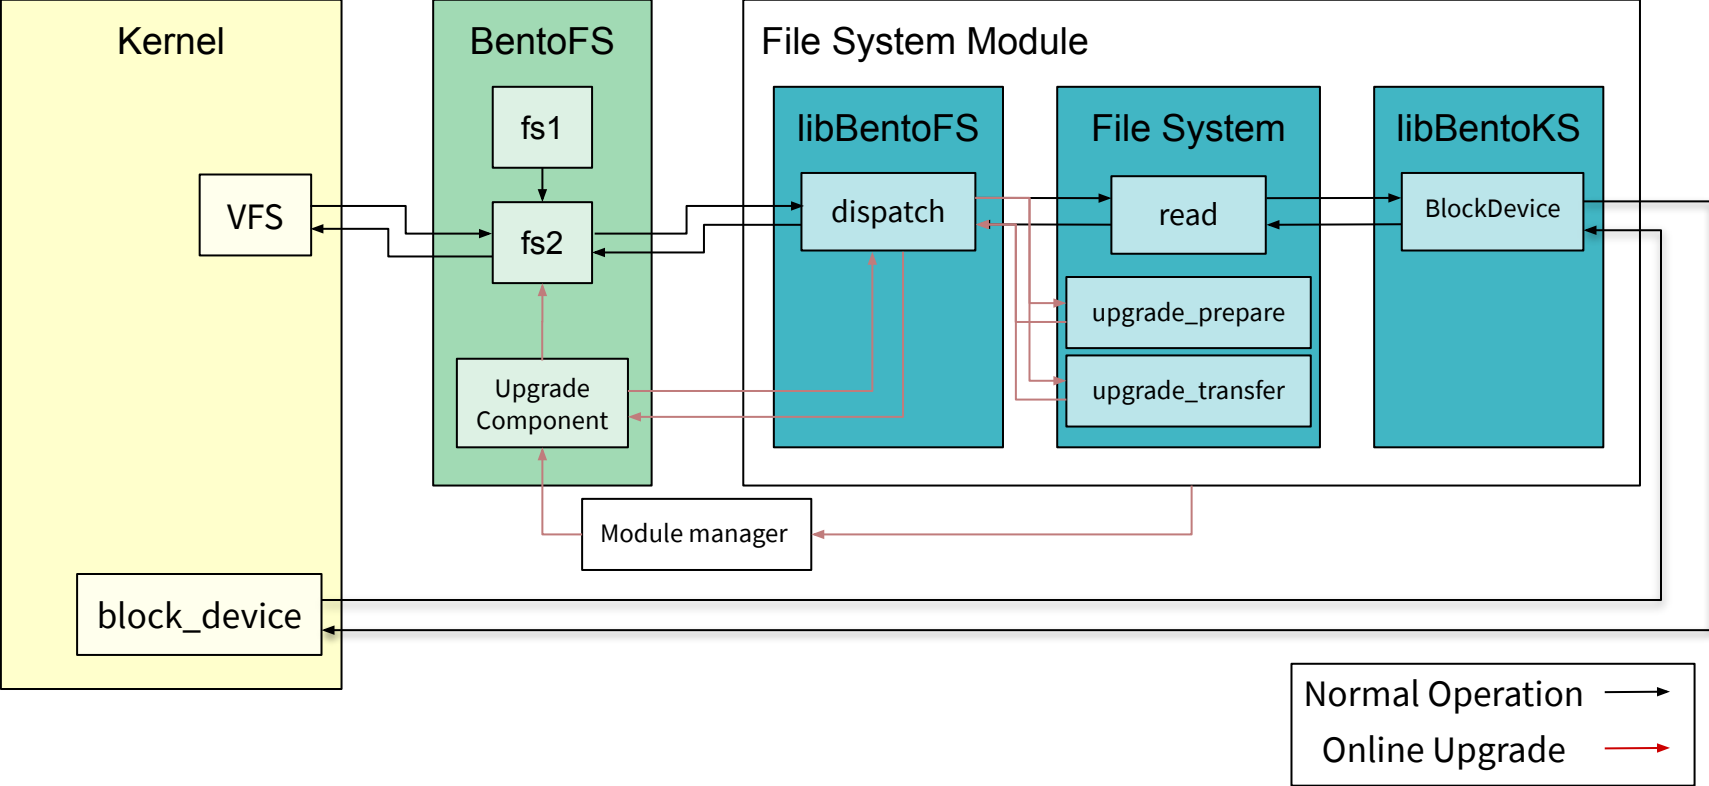 Kernel
BentoFS
File System Module
fs1
libBentoFS
File System
libBentoKS
VFS
fs2
dispatch
read
BlockDevice
upgrade_prepare
Upgrade
Component
upgrade_transfer
Module manager
block_device
Normal Operation
Online Upgrade